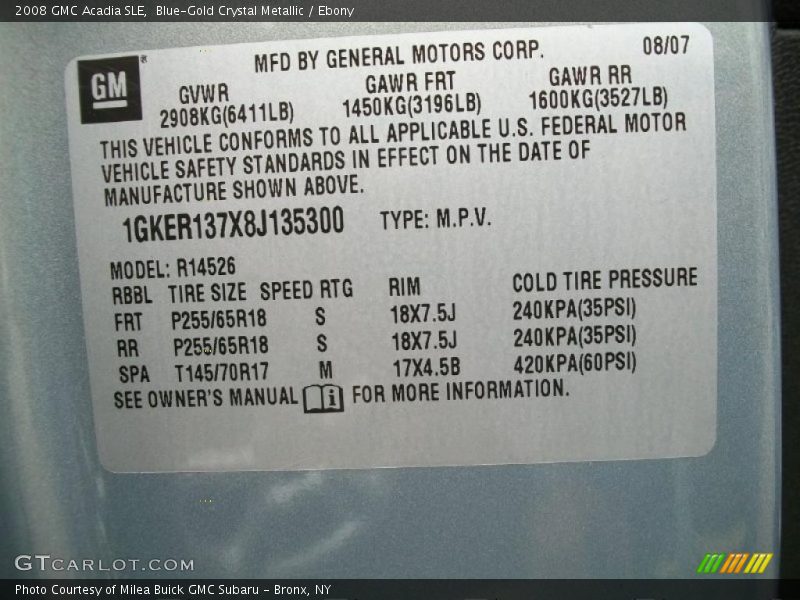 2008 GMC Acadia SLE,  Blue-Gold Crystal Metallic / Ebony
GM
MFD BY GENERAL MOTORS CORP. 08/07
GVWR GAWR FRT GAWR RR
2908KG(6411LB) 1450KG(3196LB) 1600KG(3527LB)
THIS VEHICLE CONFORMS TO ALL APPLICABLE U.S. FEDERAL MOTOR
VEHICLE SAFETY STANDARDS IN EFFECT ON THE DATE OF
MANUFACTURE SHOWN ABOVE.
1GKER137X8J135300 TYPE: M.P.V.
MODEL: R14526
RBBL TIRE SIZE SPEED RTG RIM COLD TIRE PRESSURE
FRT P255/65R18 S 18X7.5J 240KPA(35PSI)
RR P255/65R18 S 18X7.5J 240KPA(35PSI)
SPA T145/70R17 M 17X4.5B 420KPA(60PSI)
SEE OWNER'S MANUAL i FOR MORE INFORMATION.
GTCARLOT.COM
Photo Courtesy of Milea Buick GMC Subaru - Bronx, NY